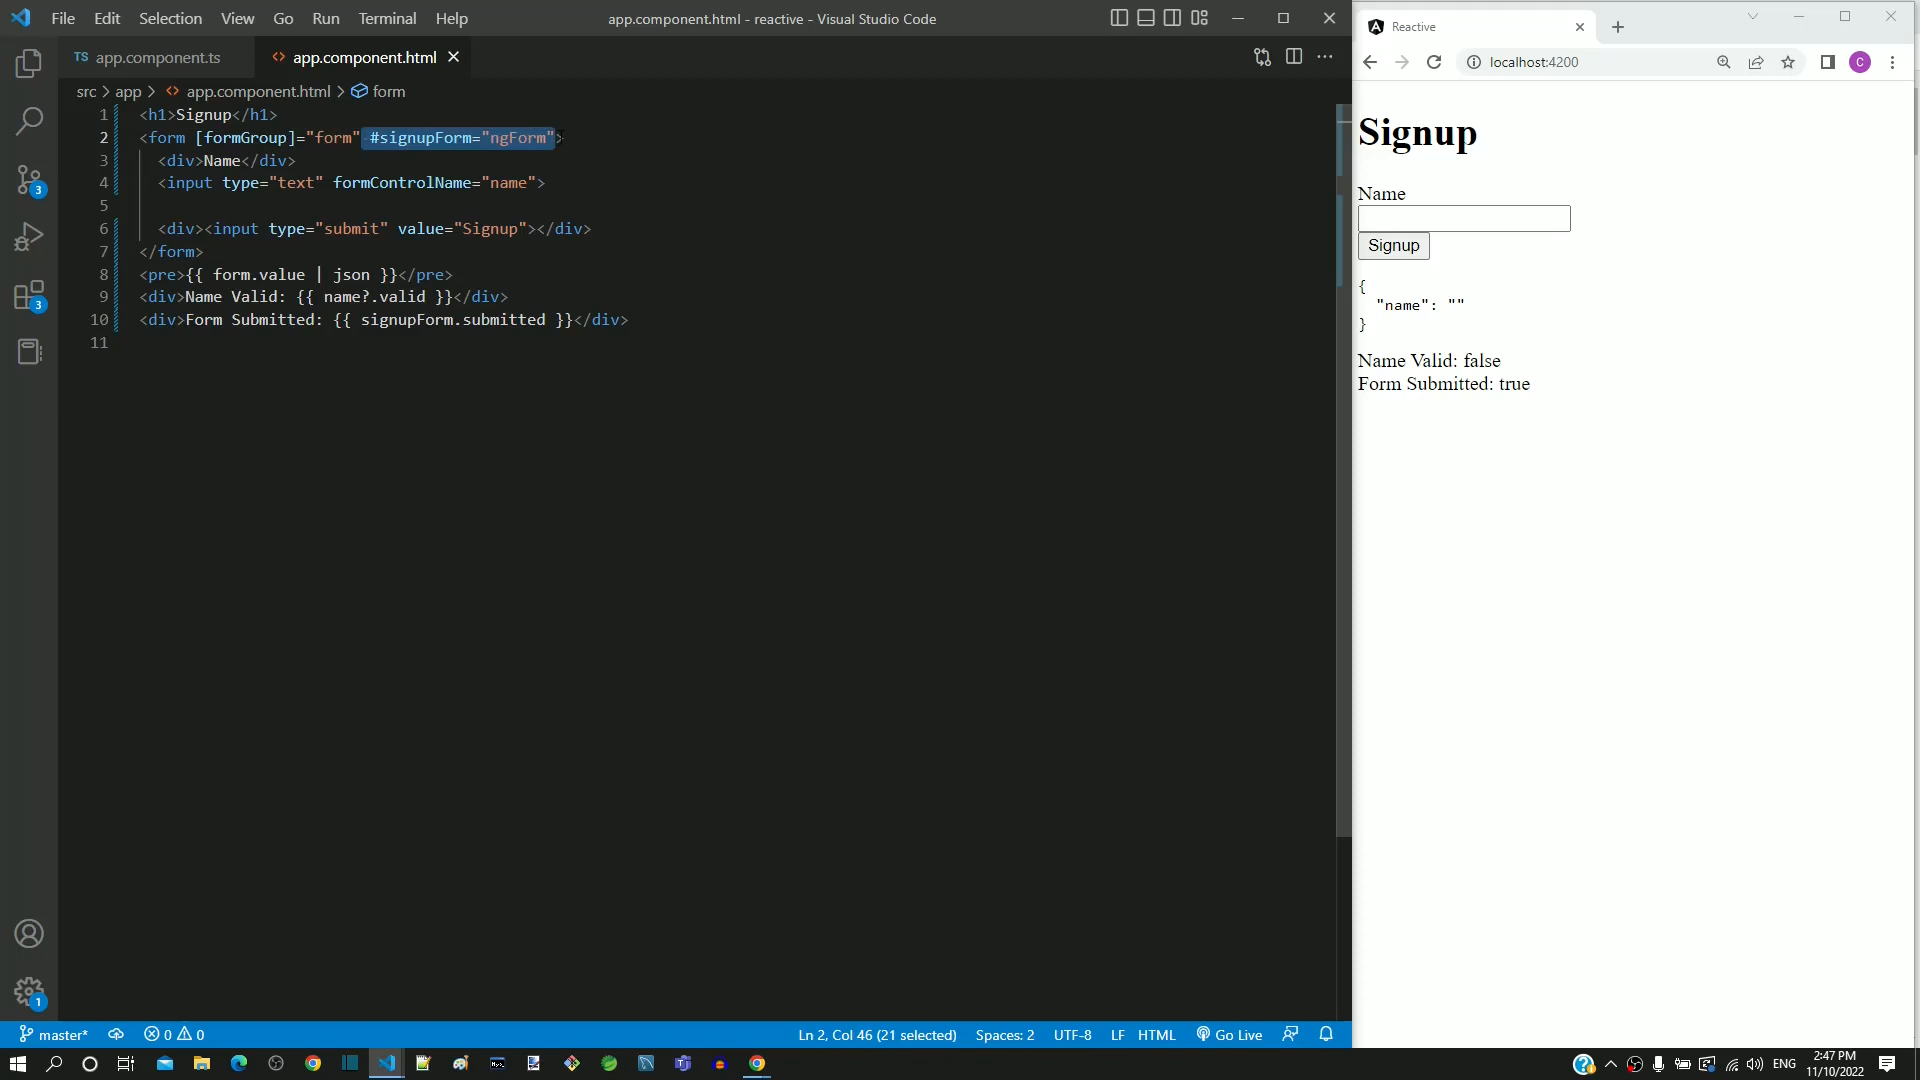 File Edit Selection View Go Run Terminal Help
app.component.html - reactive - Visual Studio Code
TS app.component.ts
<> app.component.html
src > app > <> app.component.html > form
1 <h1>Signup</h1>
2 <form [formGroup]="form" #signupForm="ngForm">
3 <div>Name</div>
4 <input type="text" formControlName="name">
5
6 <div><input type="submit" value="Signup"></div>
7 </form>
8 <pre>{{ form.value | json }}</pre>
9 <div>Name Valid: {{ name?.valid }}</div>
10 <div>Form Submitted: {{ signupForm.submitted }}</div>
11
3
3
1
master*
0 0
Ln 2, Col 46 (21 selected)
Spaces: 2
UTF-8
LF
HTML
Go Live
Reactive
localhost:4200
C
Signup
Name
Signup
{
"name": ""
}
Name Valid: false
Form Submitted: true
ENG
2:47 PM
11/10/2022